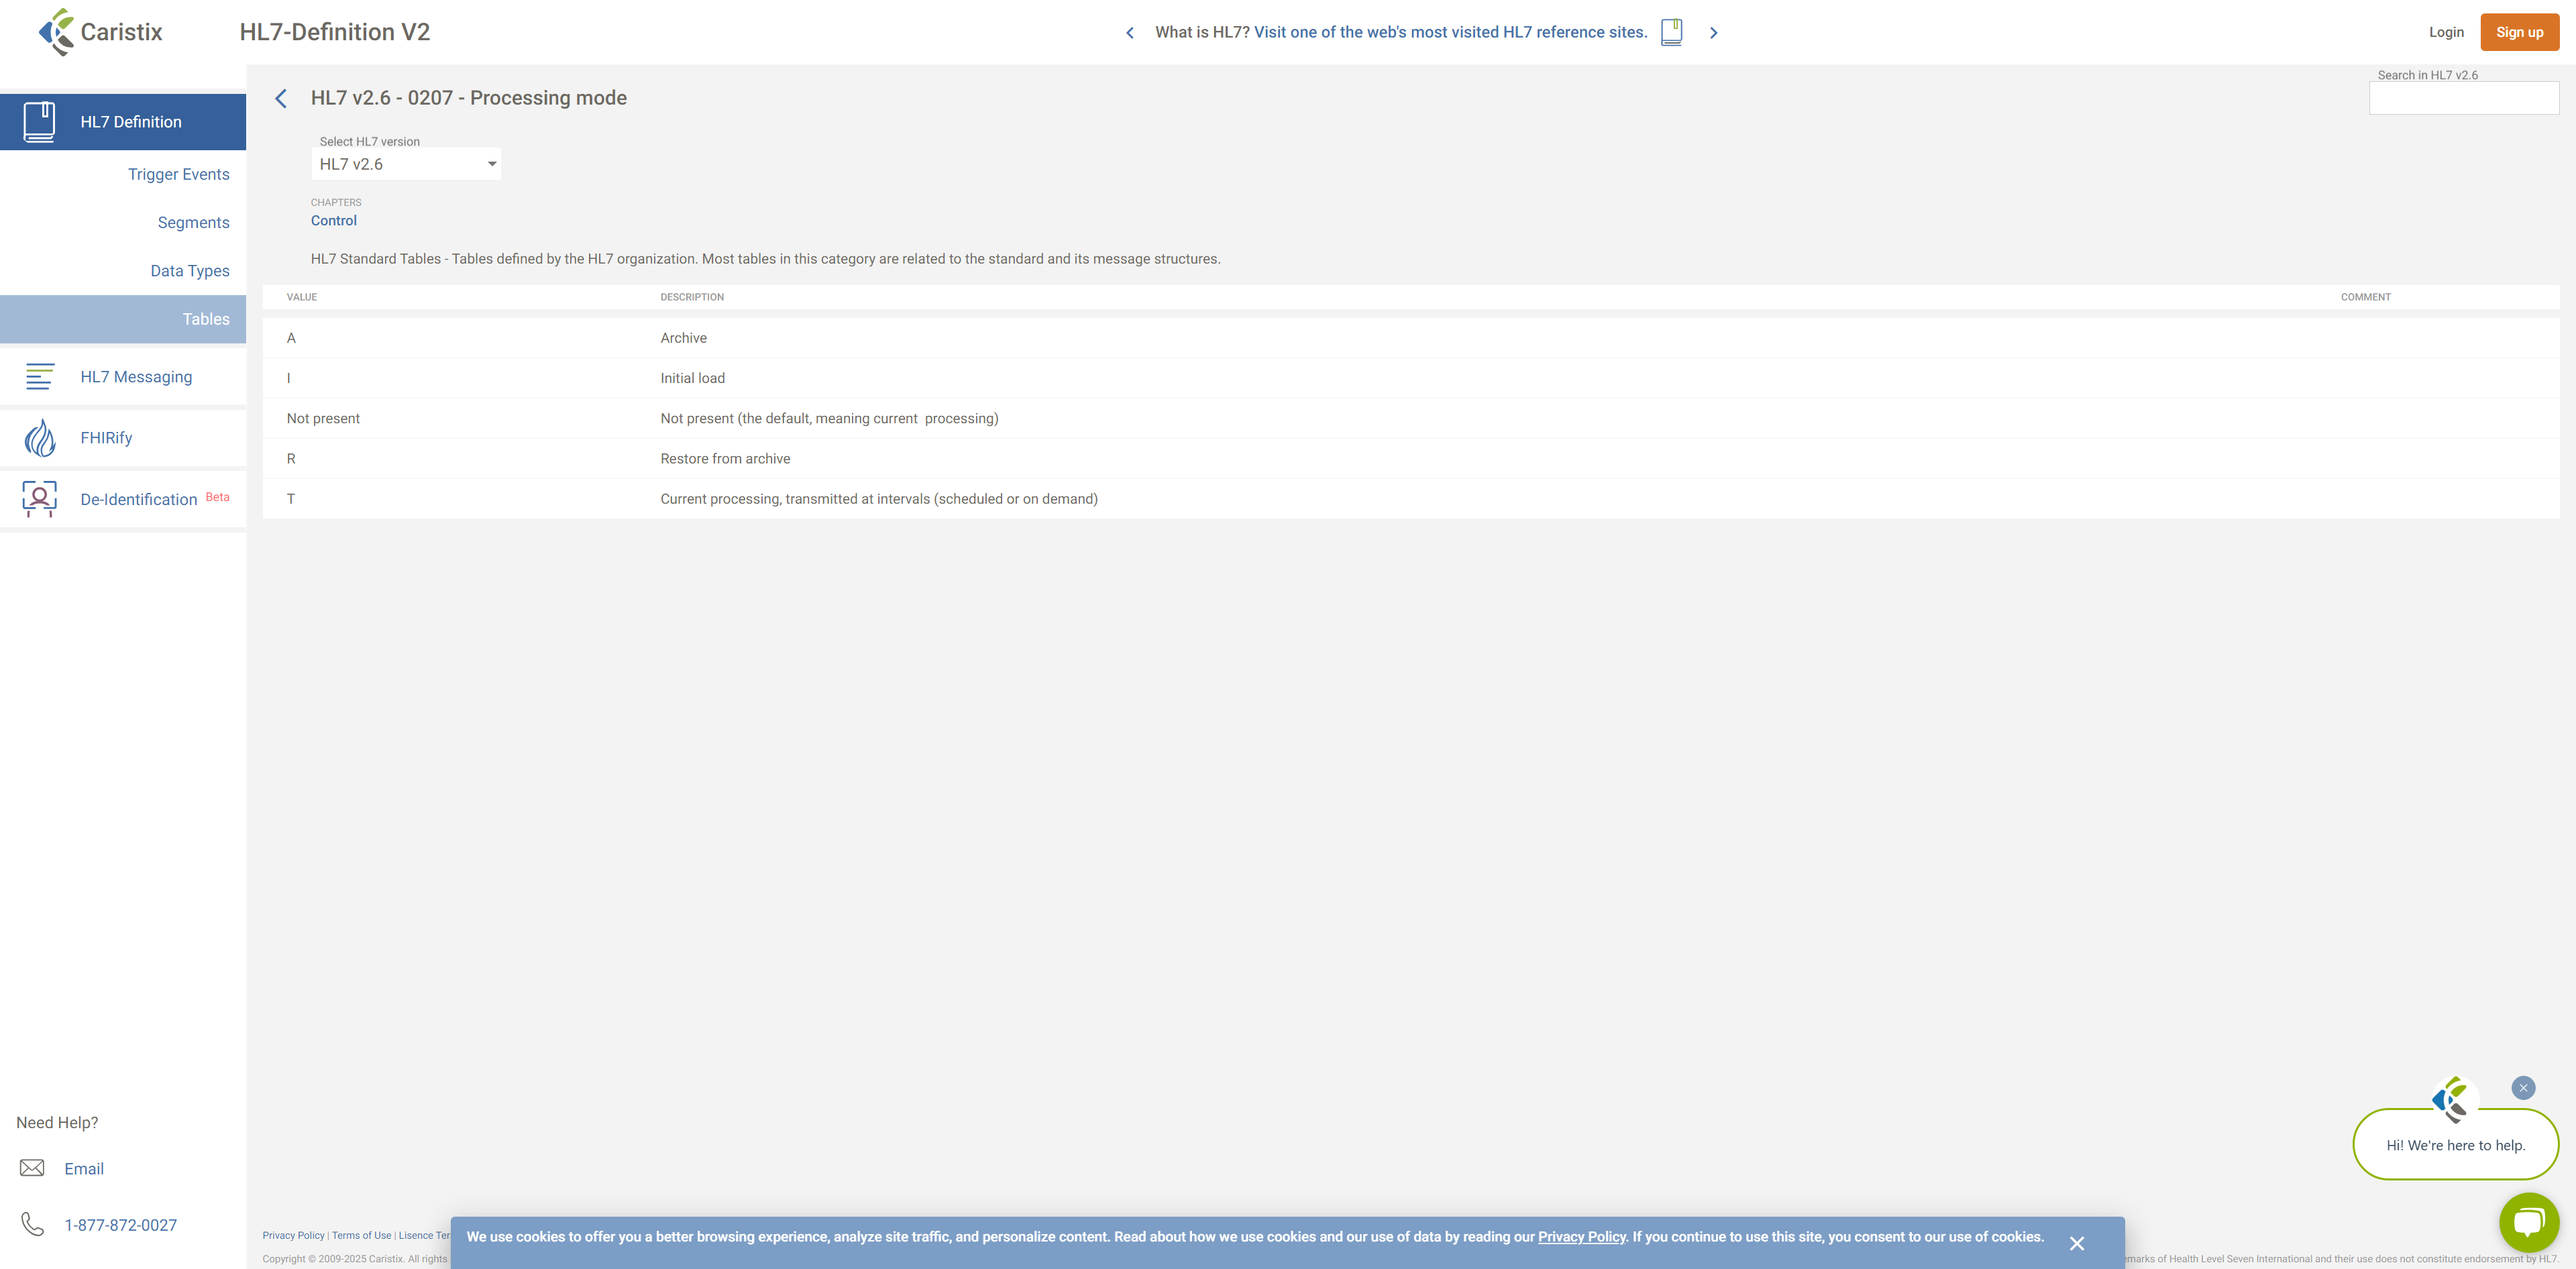 Caristix
HL7-Definition V2
What is HL7? Visit one of the web's most visited HL7 reference sites.
Login
Sign up
HL7 Definition
Trigger Events
Segments
Data Types
Tables
HL7 Messaging
FHIRify
De-Identification Beta
Need Help?
Email
1-877-872-0027
HL7 v2.6 - 0207 - Processing mode
Search in HL7 v2.6
Select HL7 version
HL7 v2.6
CHAPTERS
Control
HL7 Standard Tables - Tables defined by the HL7 organization. Most tables in this category are related to the standard and its message structures.
VALUE DESCRIPTION COMMENT
A Archive
I Initial load
Not present Not present (the default, meaning current processing)
R Restore from archive
T Current processing, transmitted at intervals (scheduled or on demand)
Hi! We're here to help.
Privacy Policy | Terms of Use | Lisence Ter
We use cookies to offer you a better browsing experience, analyze site traffic, and personalize content. Read about how we use cookies and our use of data by reading our Privacy Policy. If you continue to use this site, you consent to our use of cookies.
Copyright © 2009-2025 Caristix. All rights
emarks of Health Level Seven International and their use does not constitute endorsement by HL7.